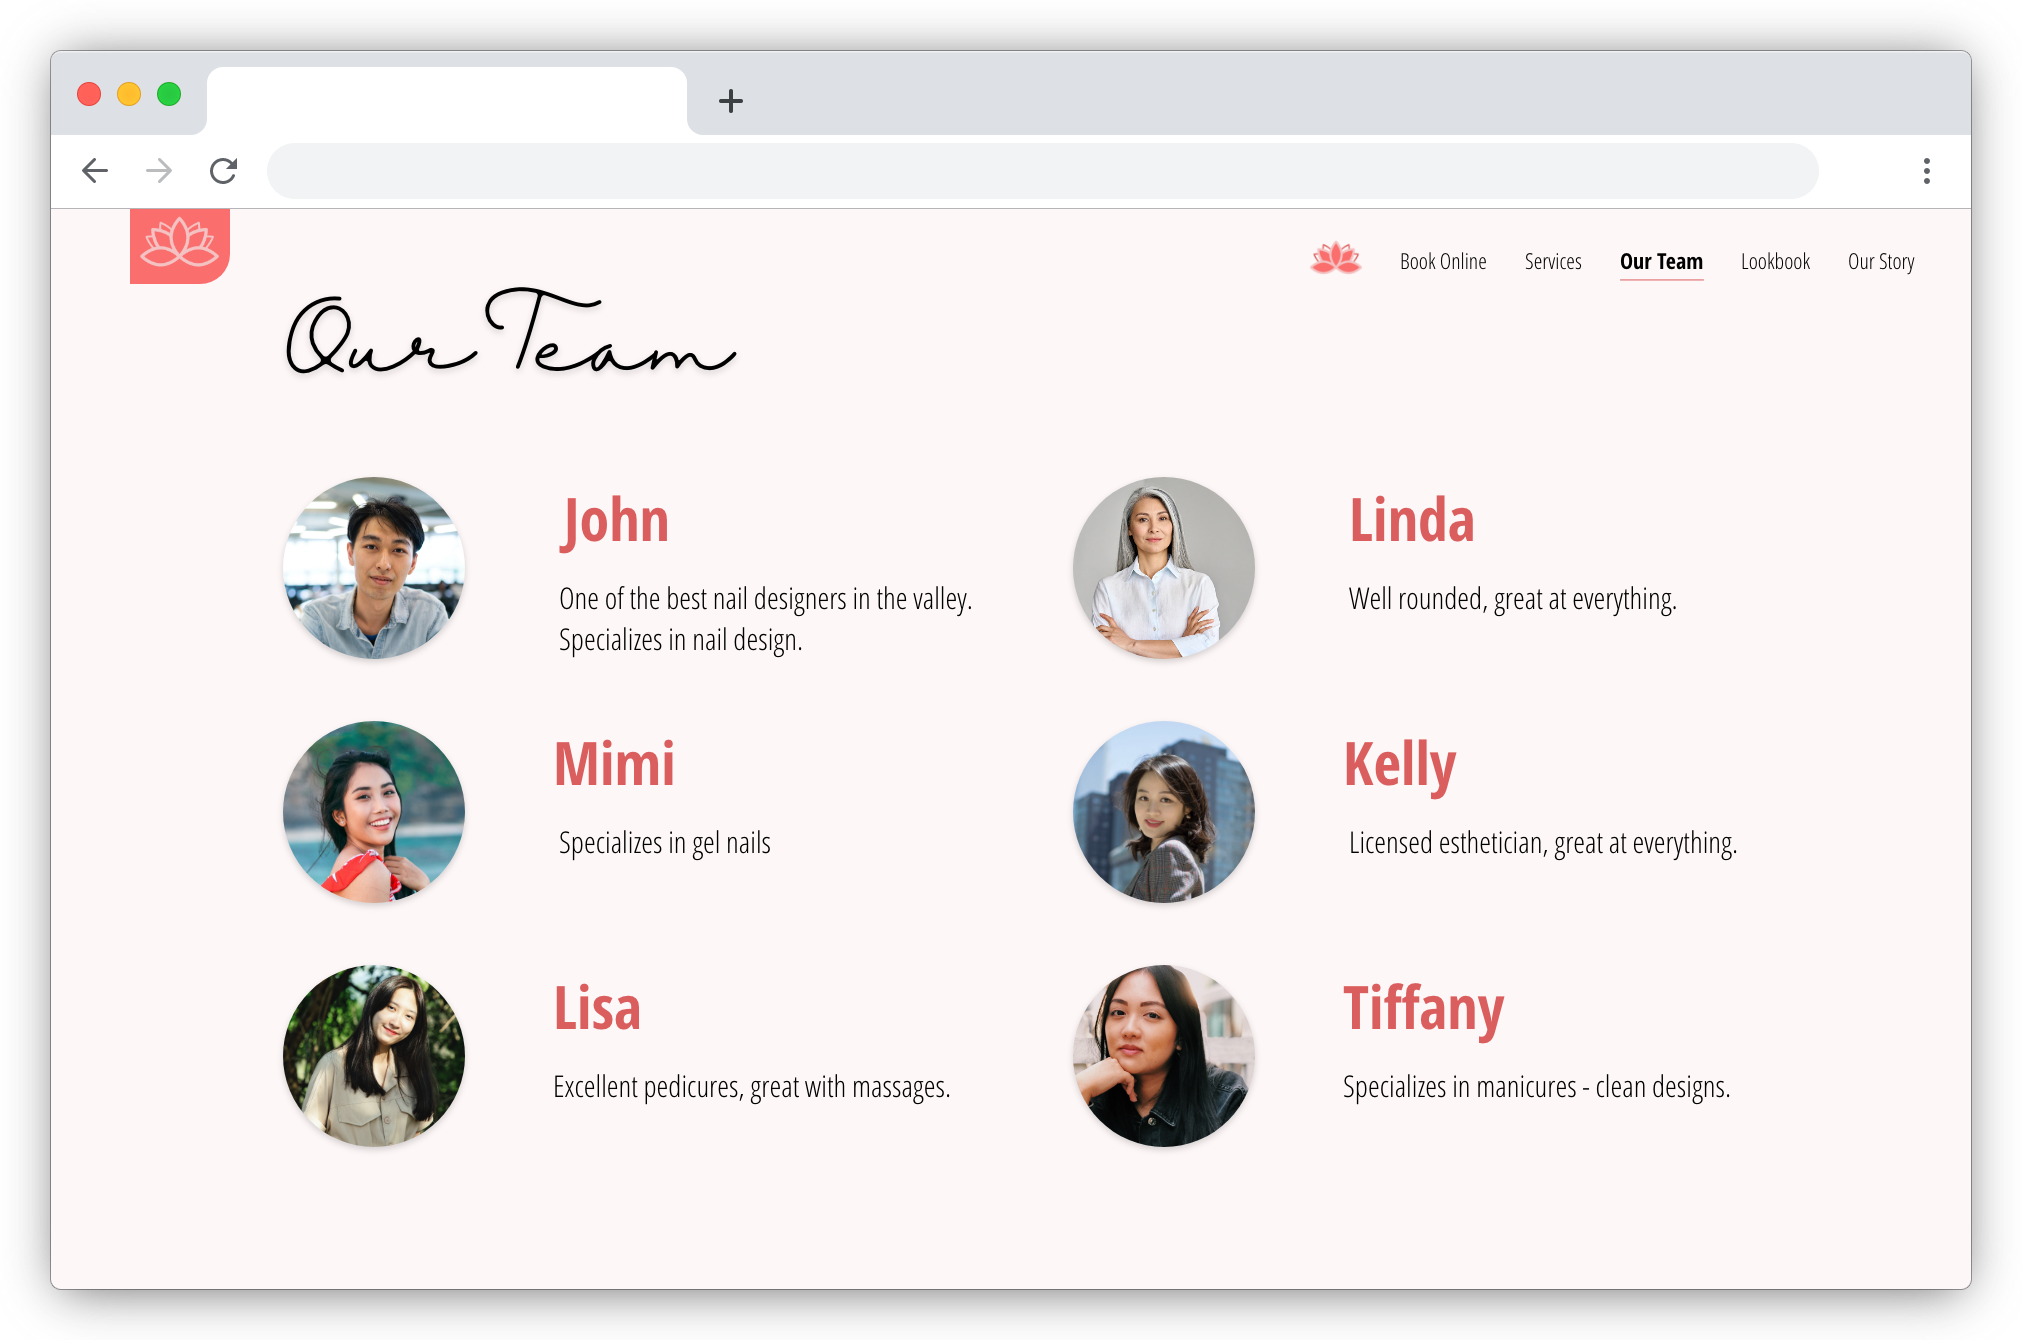 Book Online
Services
Our Team
Lookbook
Our Story
Our Team
John
One of the best nail designers in the valley.
Specializes in nail design.
Linda
Well rounded, great at everything.
Mimi
Specializes in gel nails
Kelly
Licensed esthetician, great at everything.
Lisa
Excellent pedicures, great with massages.
Tiffany
Specializes in manicures - clean designs.